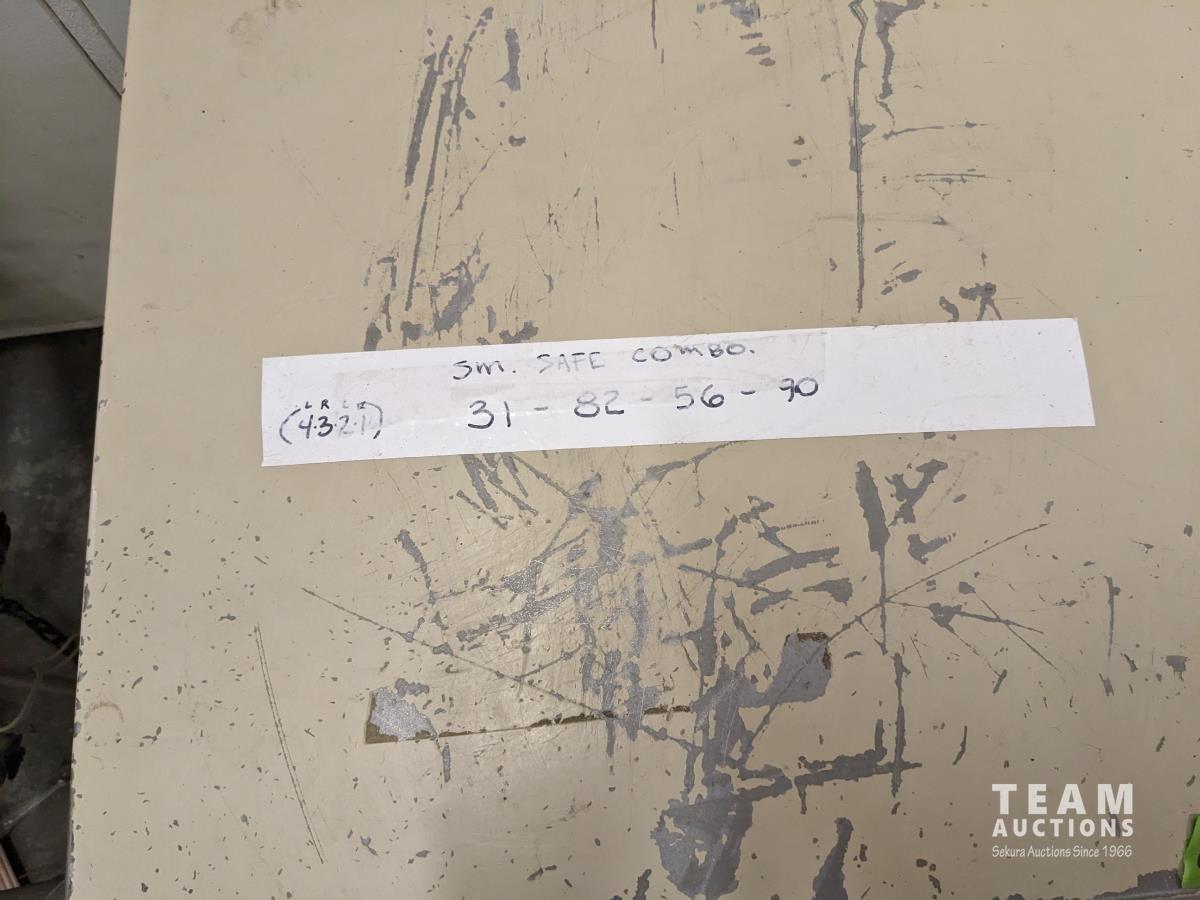 SM. SAFE COMBO.
L R L R
(4·3·2·1) 31 - 82 - 56 - 90
TEAM
AUCTIONS
Sekura Auctions Since 1966